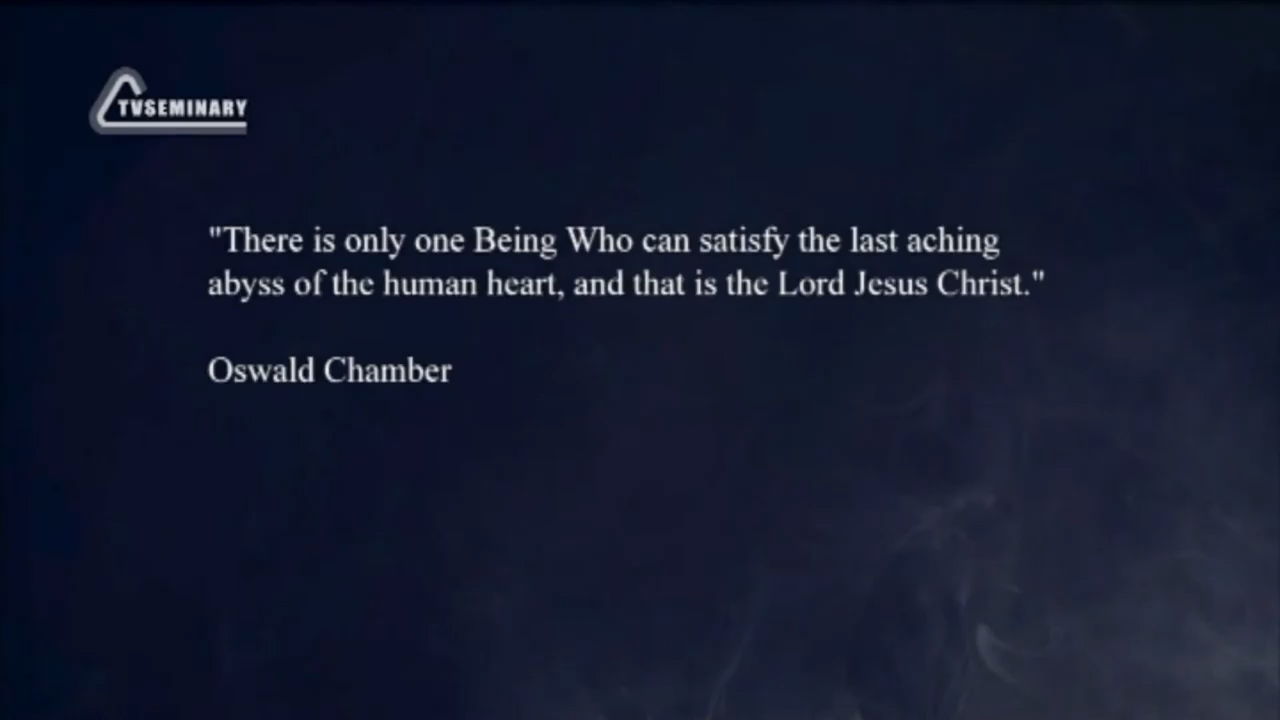 TVSEMINARY
"There is only one Being Who can satisfy the last aching
abyss of the human heart, and that is the Lord Jesus Christ."
Oswald Chamber